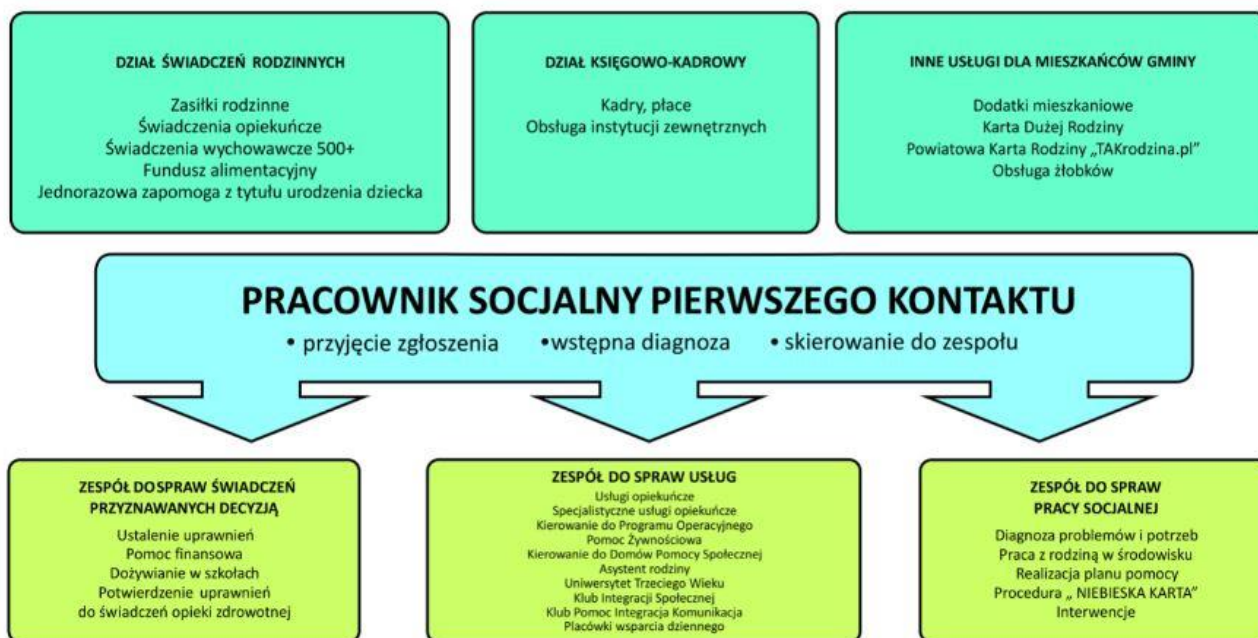 DZIAŁ ŚWIADCZEŃ RODZINNYCH
Zasiłki rodzinne
Świadczenia opiekuńcze
Świadczenia wychowawcze 500+
Fundusz alimentacyjny
Jednorazowa zapomoga z tytułu urodzenia dziecka
DZIAŁ KSIĘGOWO-KADROWY
Kadry, płace
Obsługa instytucji zewnętrznych
INNE USŁUGI DLA MIESZKAŃCÓW GMINY
Dodatki mieszkaniowe
Karta Dużej Rodziny
Powiatowa Karta Rodziny „TAKrodzina.pl”
Obsługa żłobków
PRACOWNIK SOCJALNY PIERWSZEGO KONTAKTU
• przyjęcie zgłoszenia •wstępna diagnoza • skierowanie do zespołu
ZESPÓŁ DO SPRAW ŚWIADCZEŃ
PRZYZNAWANYCH DECYZJĄ
Ustalenie uprawnień
Pomoc finansowa
Dożywianie w szkołach
Potwierdzenie uprawnień
do świadczeń opieki zdrowotnej
ZESPÓŁ DO SPRAW USŁUG
Usługi opiekuńcze
Specjalistyczne usługi opiekuńcze
Kierowanie do Programu Operacyjnego
Pomoc Żywnościowa
Kierowanie do Domów Pomocy Społecznej
Asystent rodziny
Uniwersytet Trzeciego Wieku
Klub Integracji Społecznej
Klub Pomoc Integracja Komunikacja
Placówki wsparcia dziennego
ZESPÓŁ DO SPRAW
PRACY SOCJALNEJ
Diagnoza problemów i potrzeb
Praca z rodziną w środowisku
Realizacja planu pomocy
Procedura „ NIEBIESKA KARTA”
Interwencje